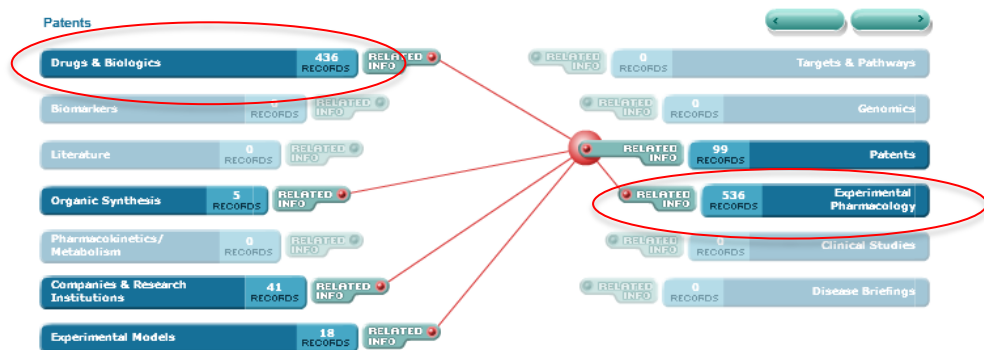 Patents
Drugs & Biologics
436
RECORDS
RELATED
INFO
Biomarkers
0
RECORDS
RELATED
INFO
Literature
0
RECORDS
RELATED
INFO
Organic Synthesis
5
RECORDS
RELATED
INFO
Pharmacokinetics/
Metabolism
0
RECORDS
RELATED
INFO
Companies & Research
Institutions
41
RECORDS
RELATED
INFO
Experimental Models
18
RECORDS
RELATED
INFO
RELATED
INFO
0
RECORDS
Targets & Pathways
RELATED
INFO
0
RECORDS
Genomics
RELATED
INFO
99
RECORDS
Patents
RELATED
INFO
536
RECORDS
Experimental
Pharmacology
RELATED
INFO
0
RECORDS
Clinical Studies
RELATED
INFO
0
RECORDS
Disease Briefings